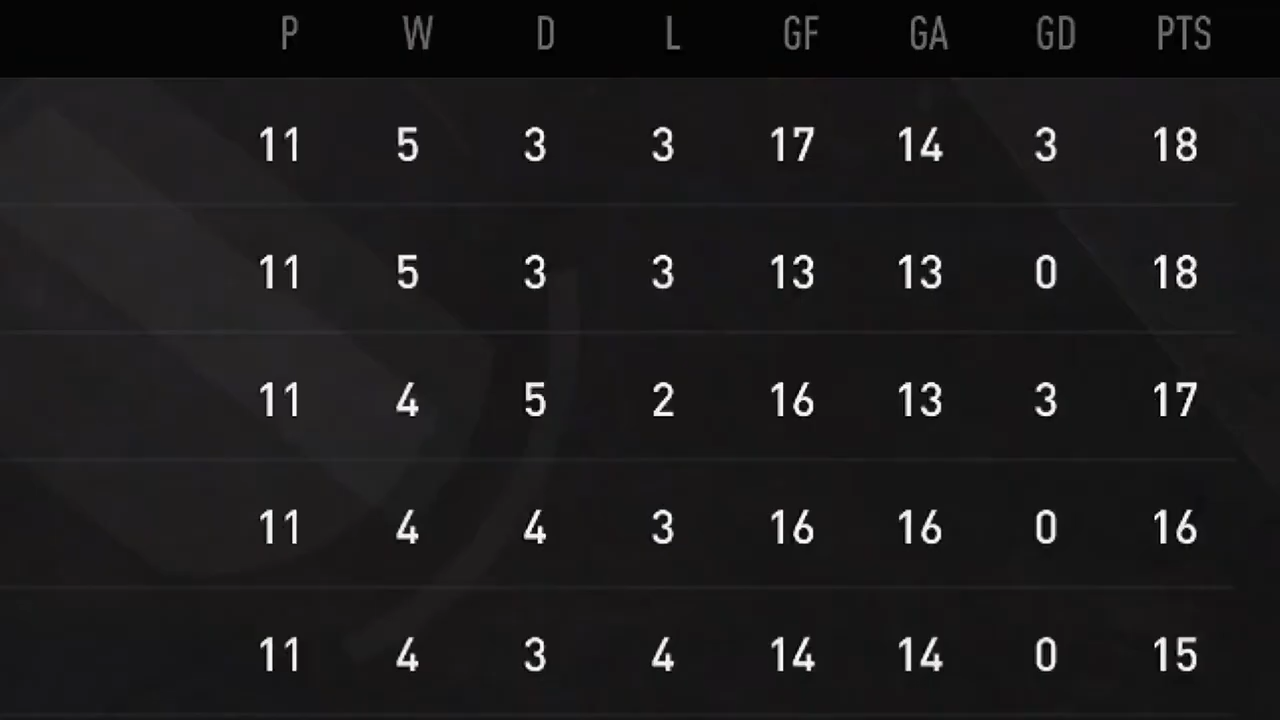 P W D L GF GA GD PTS
11 5 3 3 17 14 3 18
11 5 3 3 13 13 0 18
11 4 5 2 16 13 3 17
11 4 4 3 16 16 0 16
11 4 3 4 14 14 0 15